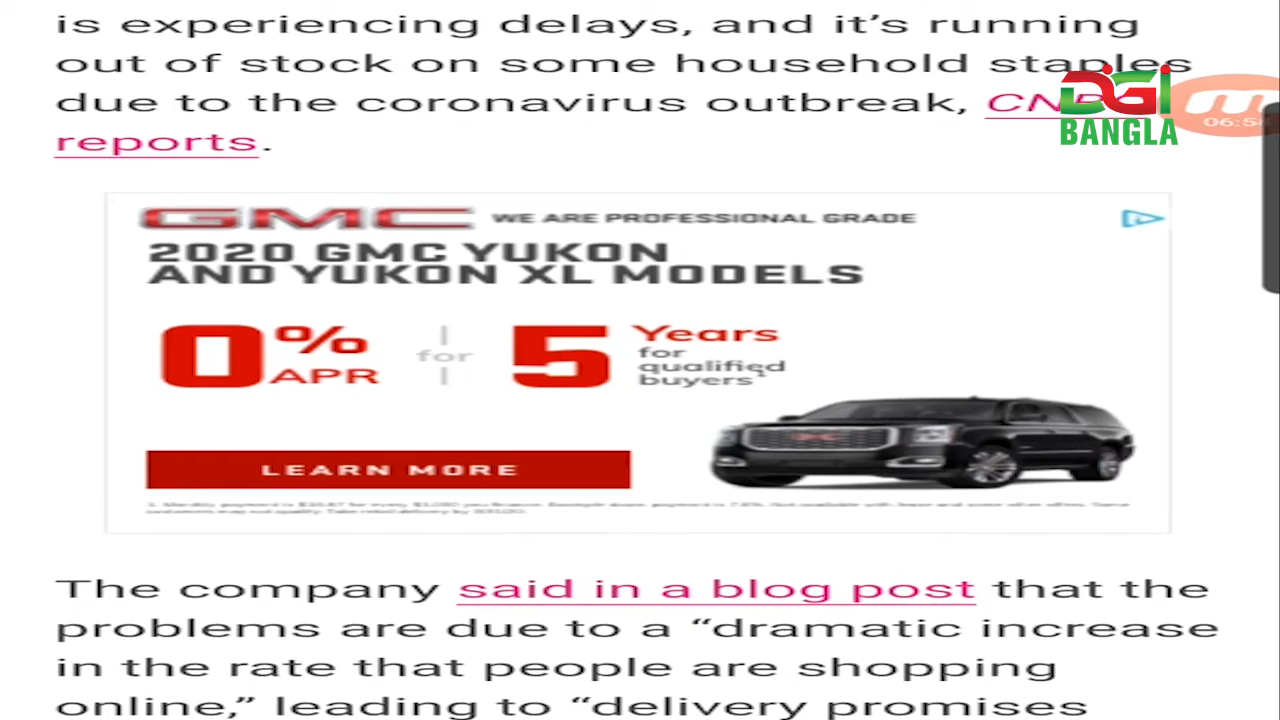 is experiencing delays, and it’s running
out of stock on some household staples
due to the coronavirus outbreak,
reports.
BGI
BANGLA
GMC WE ARE PROFESSIONAL GRADE
2020 GMC YUKON
AND YUKON XL MODELS
0% APR for 5 Years for qualified buyers¹
LEARN MORE
The company said in a blog post that the
problems are due to a “dramatic increase
in the rate that people are shopping
online,” leading to “delivery promises